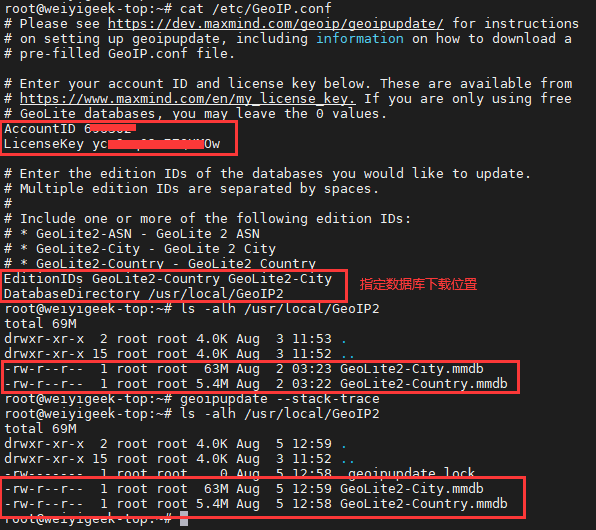 root@weiyigeek-top:~# cat /etc/GeoIP.conf
# Please see https://dev.maxmind.com/geoip/geoipupdate/ for instructions
# on setting up geoipupdate, including information on how to download a
# pre-filled GeoIP.conf file.
# Enter your account ID and license key below. These are available from
# https://www.maxmind.com/en/my_license_key. If you are only using free
# GeoLite databases, you may leave the 0 values.
AccountID
LicenseKey
# Enter the edition IDs of the databases you would like to update.
# Multiple edition IDs are separated by spaces.
#
# Include one or more of the following edition IDs:
# * GeoLite2-ASN - GeoLite 2 ASN
# * GeoLite2-City - GeoLite 2 City
# * GeoLite2-Country - GeoLite2 Country
EditionIDs GeoLite2-Country GeoLite2-City
DatabaseDirectory /usr/local/GeoIP2
指定数据库下载位置
root@weiyigeek-top:~# ls -alh /usr/local/GeoIP2
total 69M
drwxr-xr-x  2 root root 4.0K Aug  3 11:53 .
drwxr-xr-x 15 root root 4.0K Aug  3 11:52 ..
-rw-r--r--  1 root root  63M Aug  2 03:23 GeoLite2-City.mmdb
-rw-r--r--  1 root root 5.4M Aug  2 03:22 GeoLite2-Country.mmdb
root@weiyigeek-top:~# geoipupdate --stack-trace
root@weiyigeek-top:~# ls -alh /usr/local/GeoIP2
total 69M
drwxr-xr-x  2 root root 4.0K Aug  5 12:59 .
drwxr-xr-x 15 root root 4.0K Aug  3 11:52 ..
-rw-------  1 root root    0 Aug  5 12:58 .geoipupdate.lock
-rw-r--r--  1 root root  63M Aug  5 12:59 GeoLite2-City.mmdb
-rw-r--r--  1 root root 5.4M Aug  5 12:58 GeoLite2-Country.mmdb
root@weiyigeek-top:~#